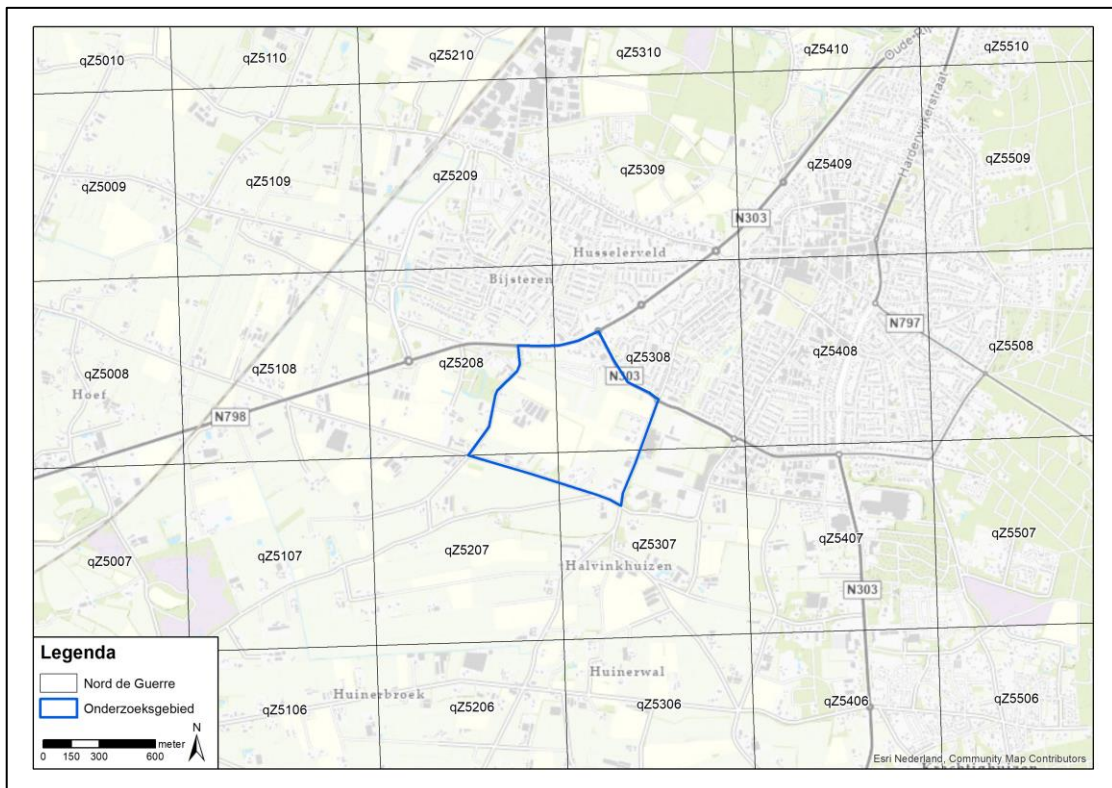 qZ5010 qZ5110 qZ5210 qZ5310 qZ5410 qZ5510
Oude-Rij
Harderwijkerstraat
qZ5009 qZ5109 qZ5209 qZ5309 qZ5409 qZ5509
N303
Husselerveld
Bijsteren
N797
qZ5008 qZ5108 qZ5208 qZ5308 qZ5408 qZ5508
N303
Hoef
N798
qZ5007 qZ5107 qZ5207 qZ5307 qZ5407 qZ5507
Halvinkhuizen
N303
Huinerwal
Huinerbroek
qZ5106 qZ5206 qZ5306 qZ5406 qZ5506
Legenda
Nord de Guerre
Onderzoeksgebied
N
meter
0 150 300 600
Esri Nederland, Community Map Contributors